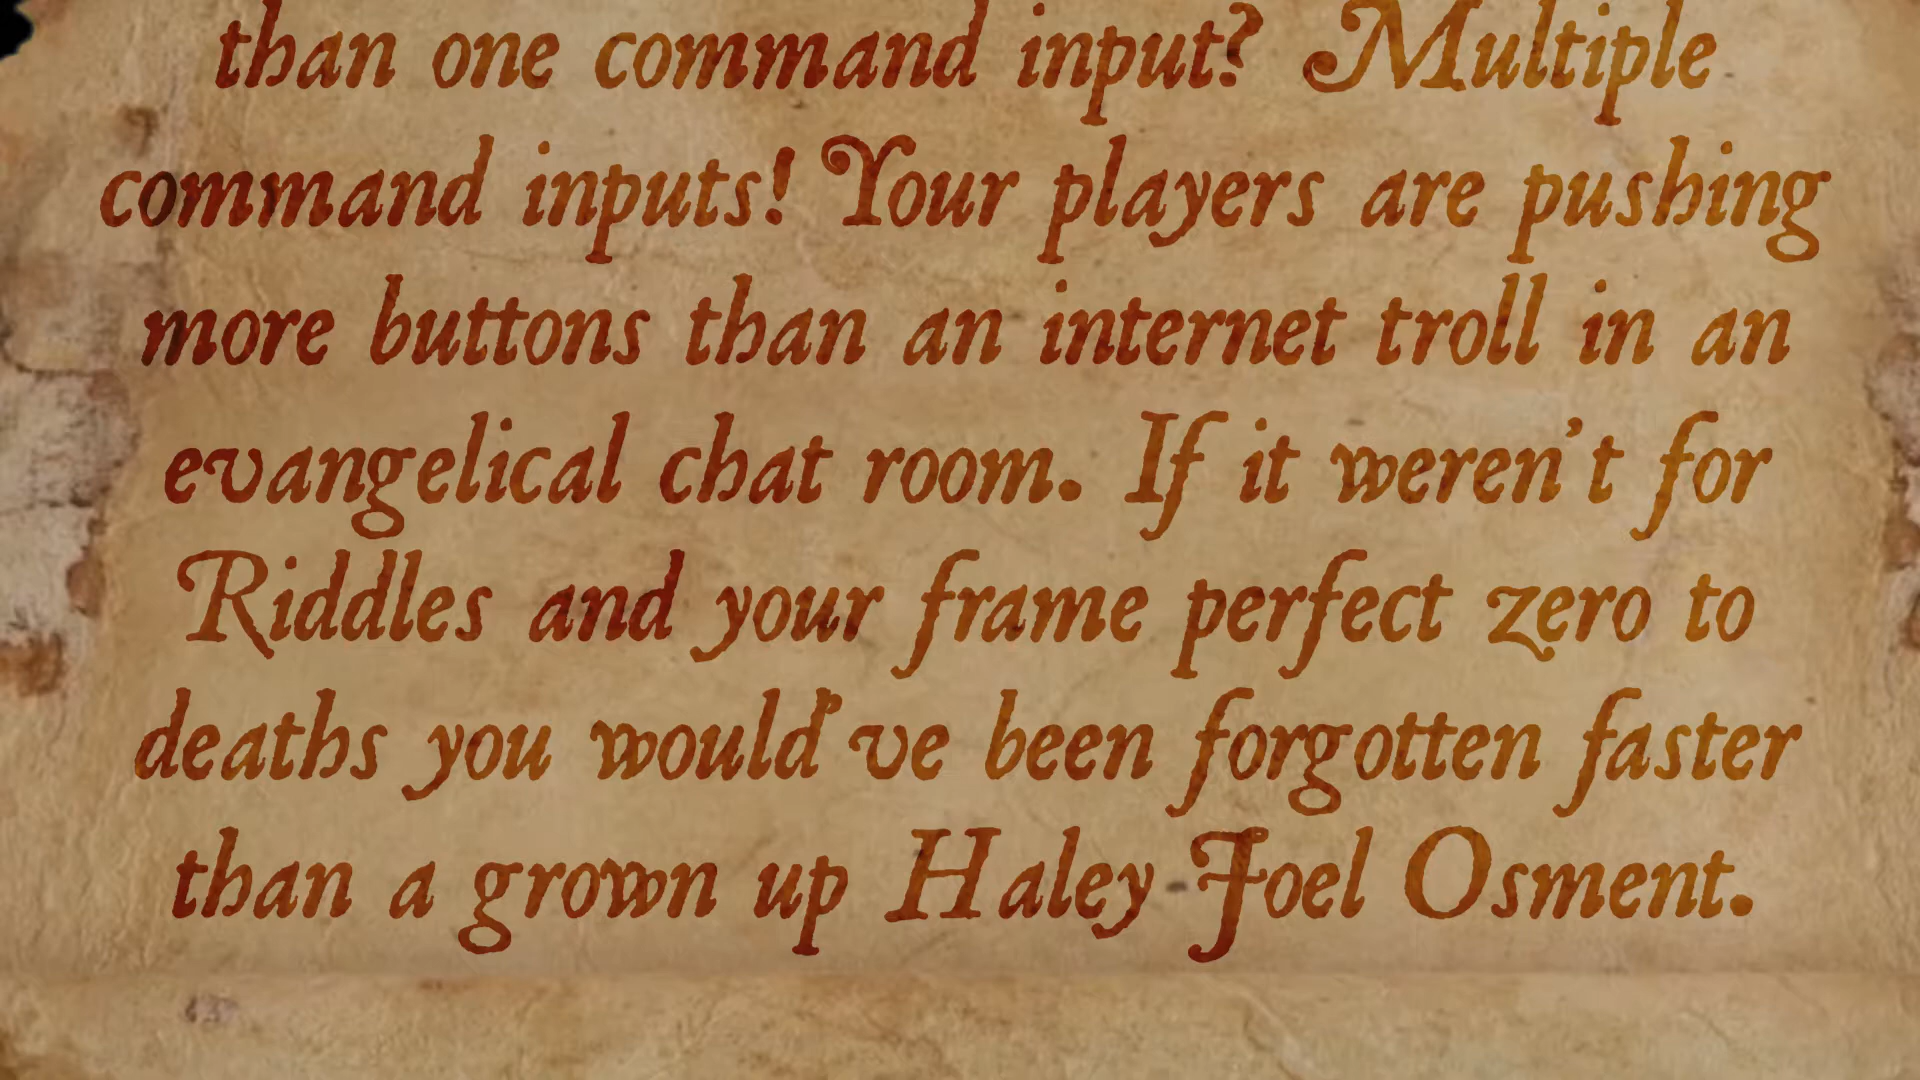 than one command input? Multiple
command inputs! Your players are pushing
more buttons than an internet troll in an
evangelical chat room. If it weren't for
Riddles and your frame perfect zero to
deaths you would've been forgotten faster
than a grown up Haley Joel Osment.